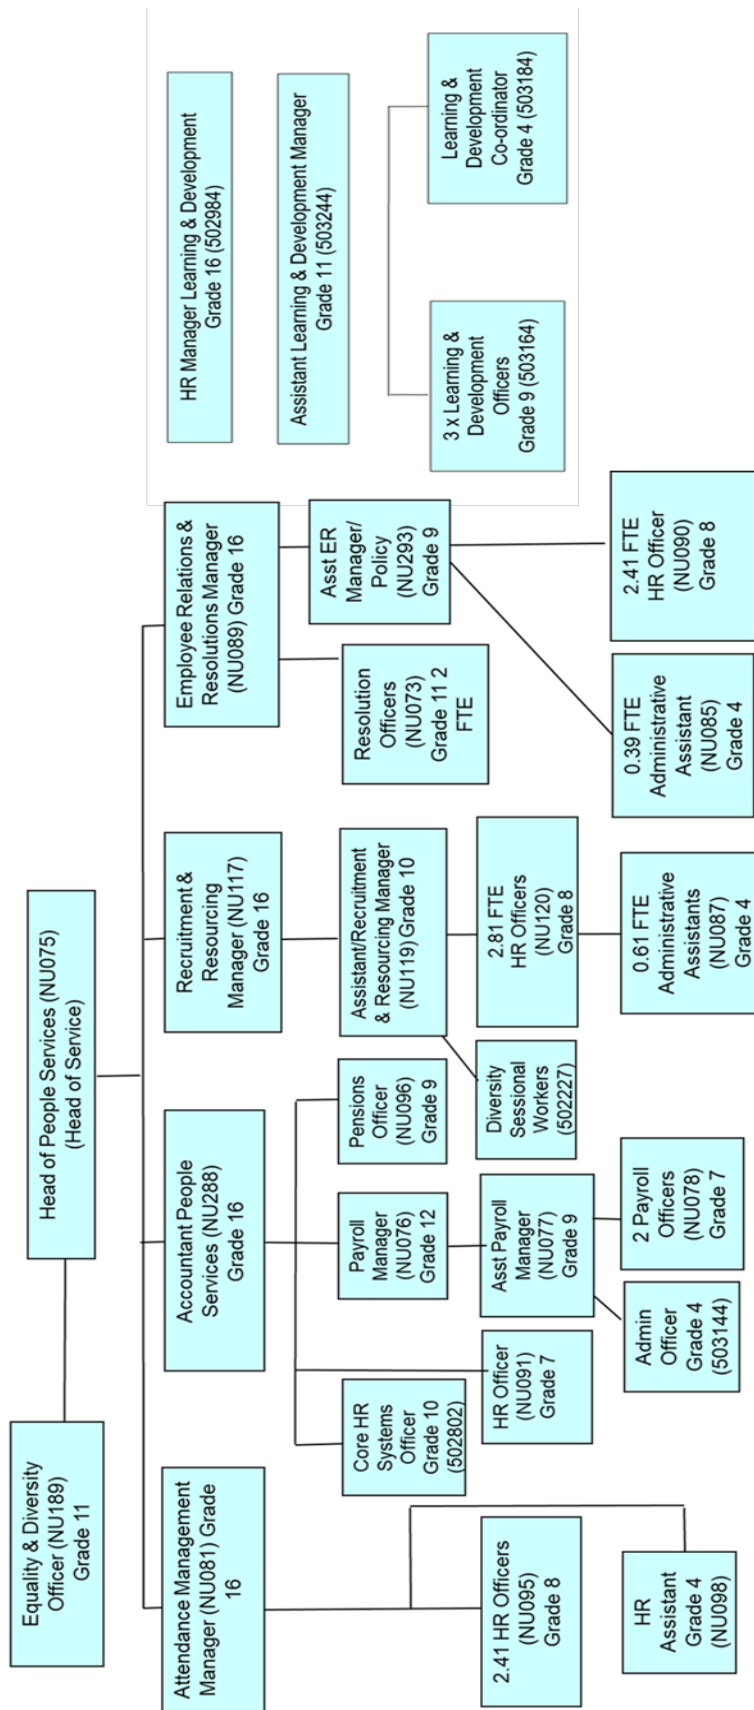 Equality & Diversity
Officer (NU189)
Grade 11
Head of People Services (NU075)
(Head of Service)
Attendance Management
Manager (NU081) Grade
16
Accountant People
Services (NU288)
Grade 16
Recruitment &
Resourcing
Manager (NU117)
Grade 16
Employee Relations &
Resolutions Manager
(NU089) Grade 16
HR Manager Learning & Development
Grade 16 (502984)
Assistant Learning & Development Manager
Grade 11 (503244)
Core HR
Systems
Officer
Grade 10
(502802)
Payroll
Manager
(NU076)
Grade 12
Pensions
Officer
(NU096)
Grade 9
Assistant/Recruitment
& Resourcing Manager
(NU119) Grade 10
Resolution
Officers
(NU073)
Grade 11 2
FTE
Asst ER
Manager/
Policy
(NU293)
Grade 9
3 x Learning &
Development
Officers
Grade 9 (503164)
Learning &
Development
Co-ordinator
Grade 4 (503184)
2.41 HR Officers
(NU095)
Grade 8
HR Officer
(NU091)
Grade 7
Asst Payroll
Manager
(NU077)
Grade 9
Diversity
Sessional
Workers
(502227)
2.81 FTE
HR Officers
(NU120)
Grade 8
HR
Assistant
Grade 4
(NU098)
Admin
Officer
Grade 4
(503144)
2 Payroll
Officers
(NU078)
Grade 7
0.61 FTE
Administrative
Assistants
(NU087)
Grade 4
0.39 FTE
Administrative
Assistant
(NU085)
Grade 4
2.41 FTE
HR Officer
(NU090)
Grade 8